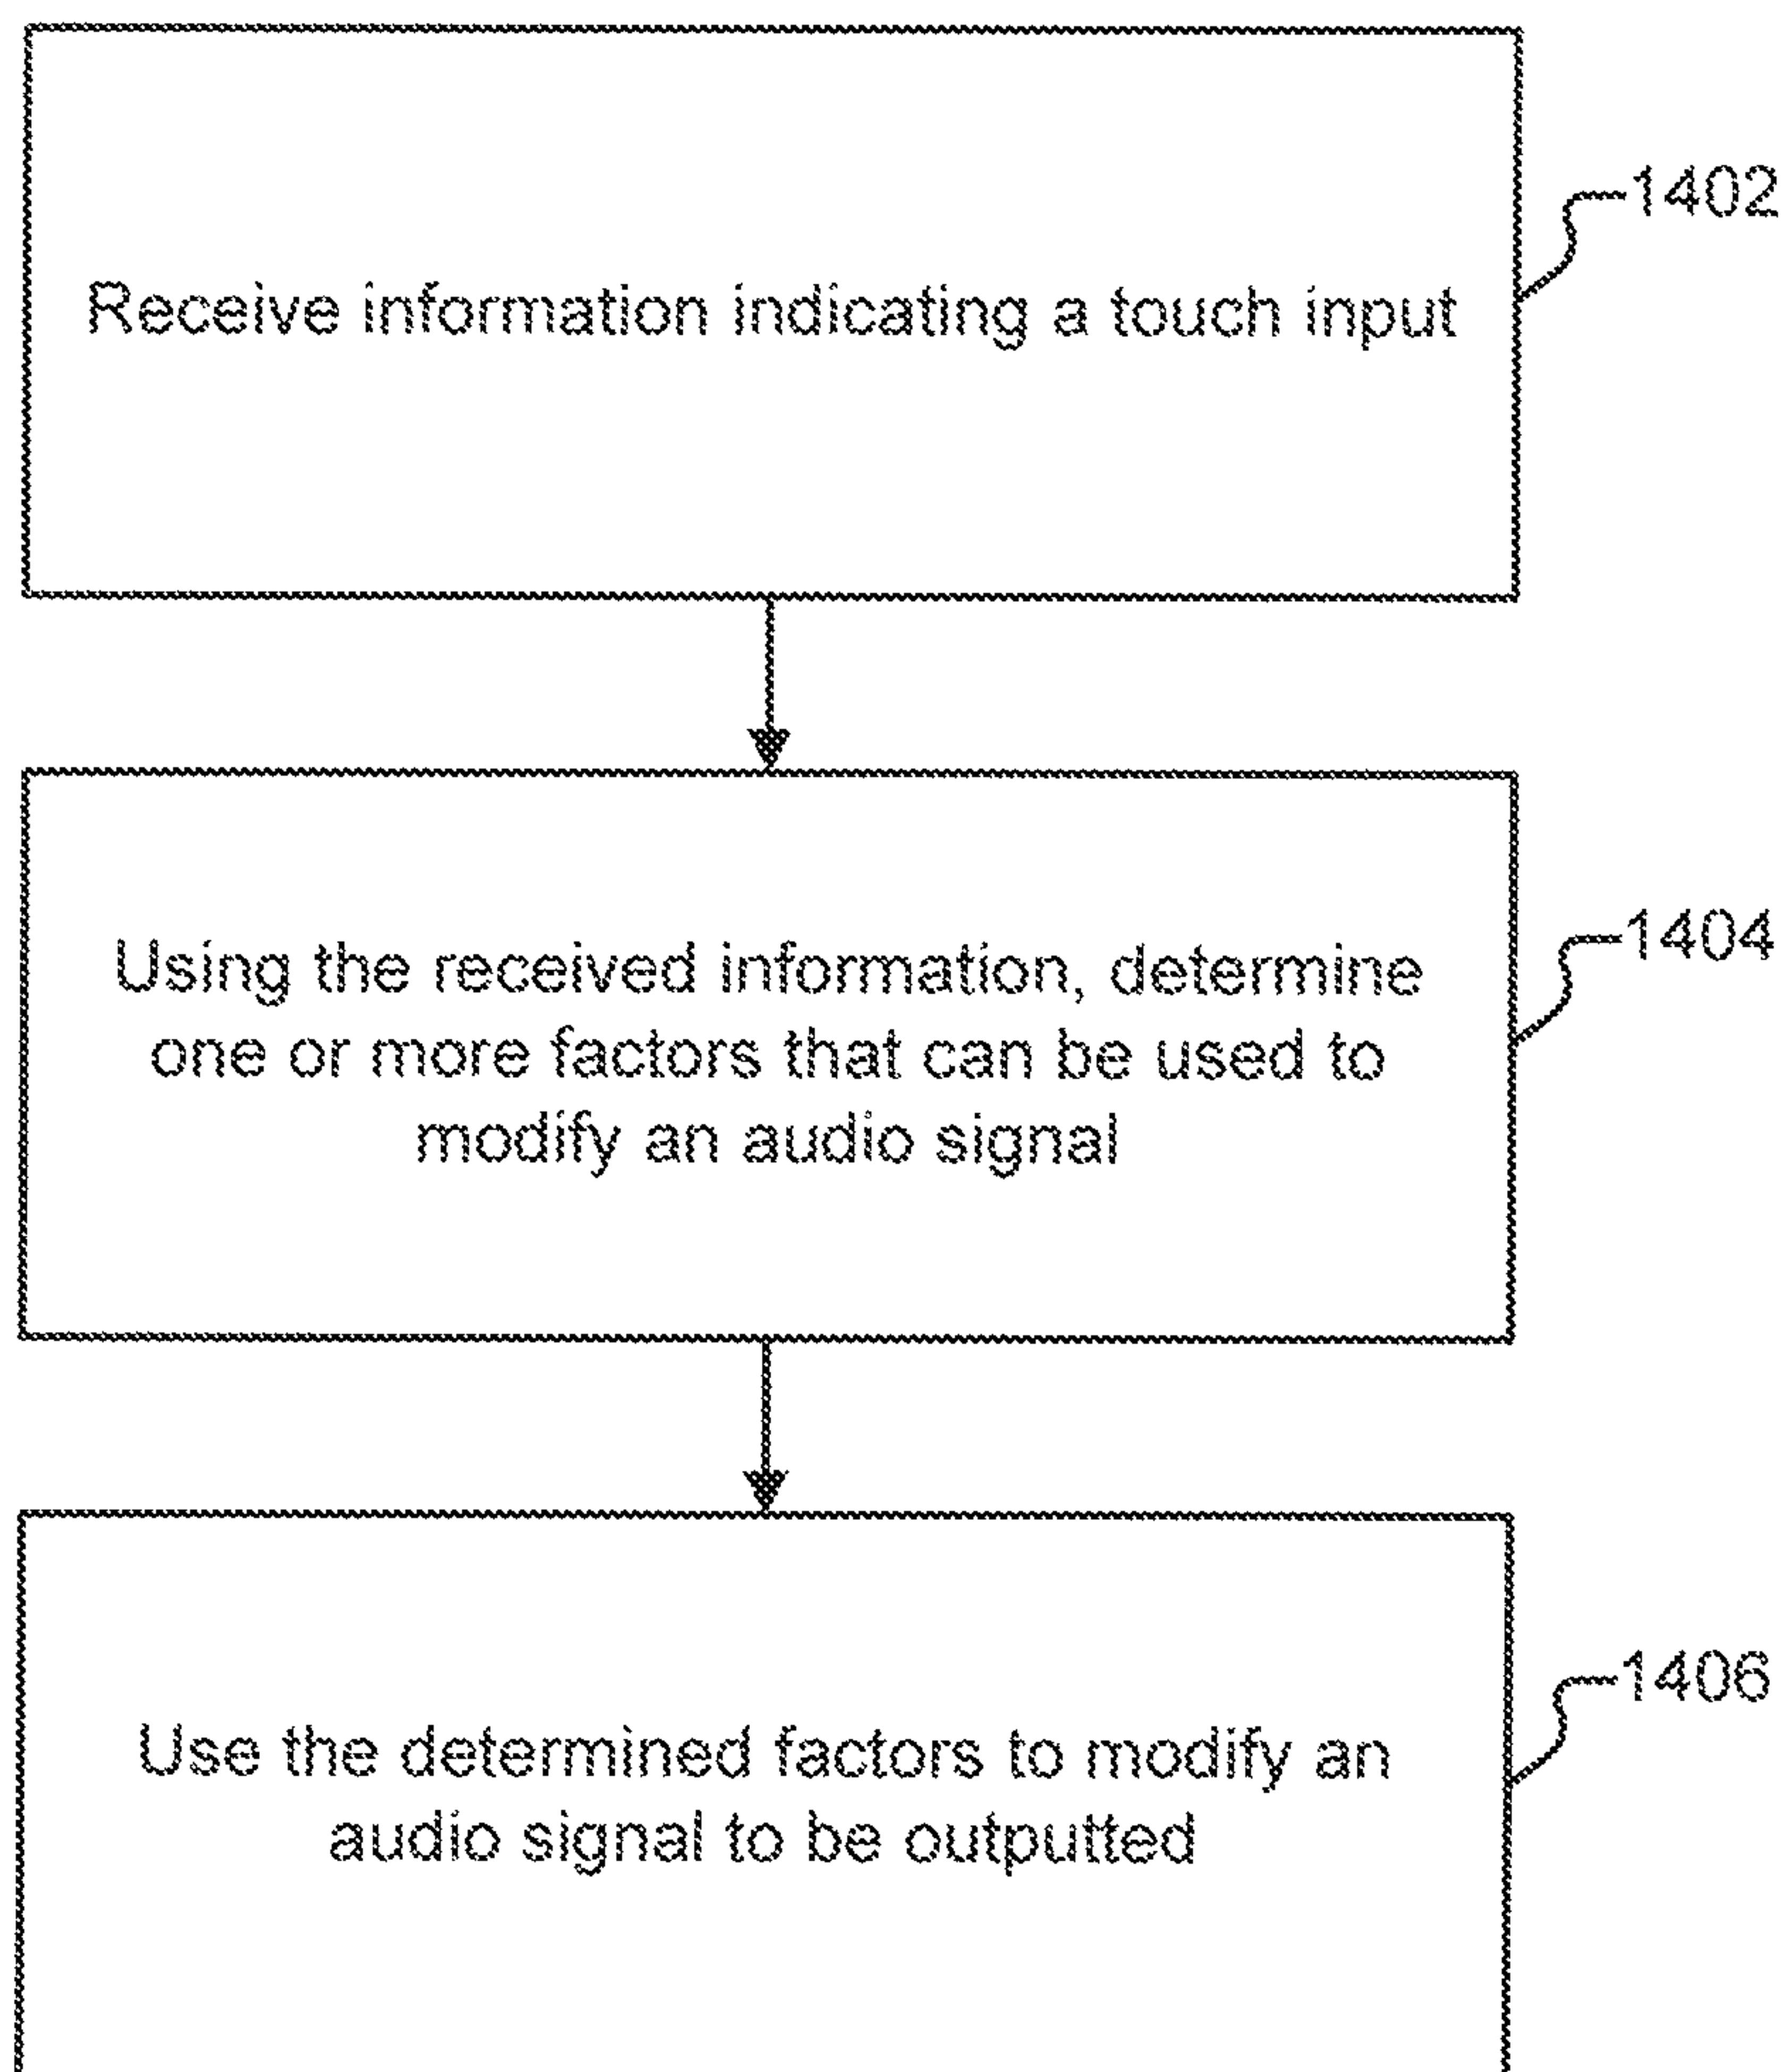 Receive information indicating a touch input
1402
Using the received information, determine
one or more factors that can be used to
modify an audio signal
1404
Use the determined factors to modify an
audio signal to be outputted
1406